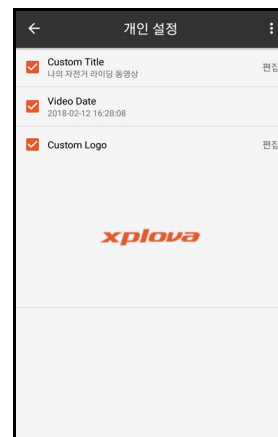 개인 설정
Custom Title
나의 자전거 라이딩 동영상
편집
Video Date
2018-02-12 16:28:08
Custom Logo
편집
xplova